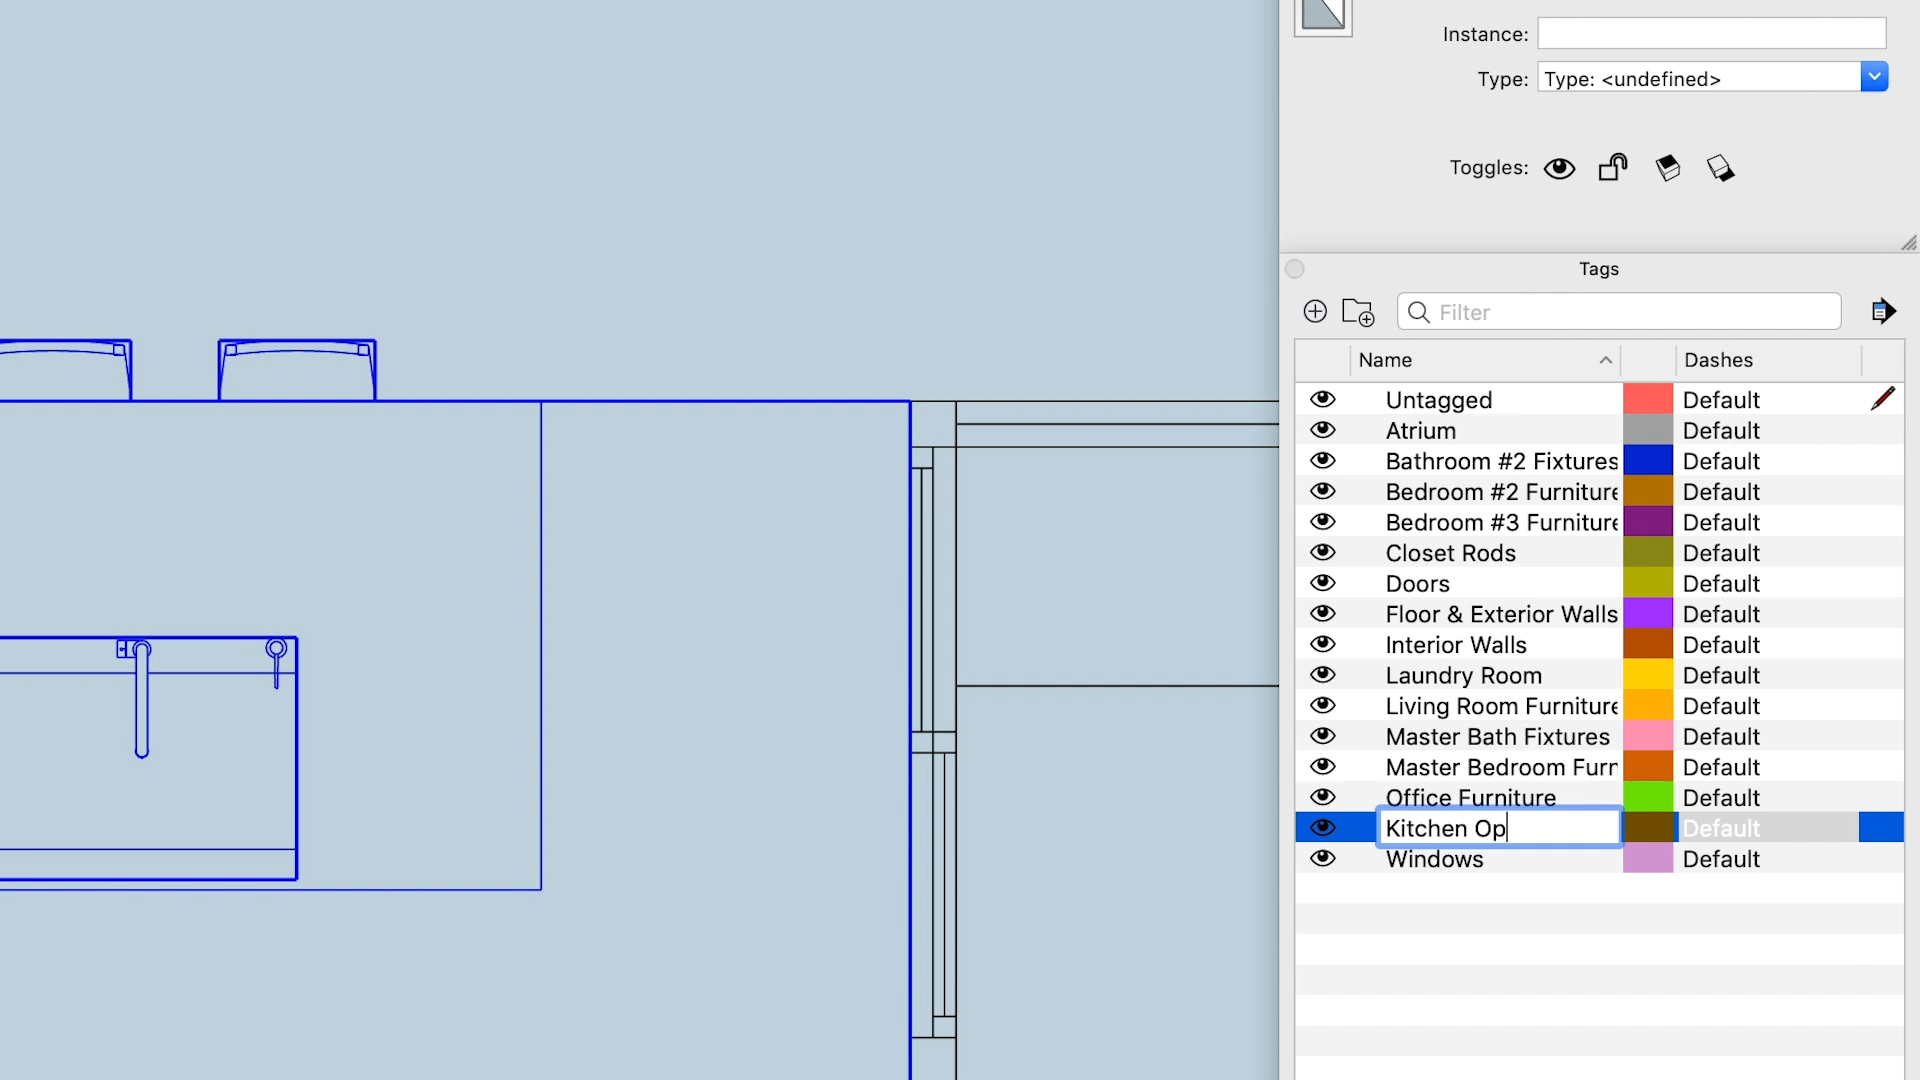 Instance:
Type: Type: <undefined>
Toggles:
Tags
Filter
Name Dashes
Untagged Default
Atrium Default
Bathroom #2 Fixtures Default
Bedroom #2 Furniture Default
Bedroom #3 Furniture Default
Closet Rods Default
Doors Default
Floor & Exterior Walls Default
Interior Walls Default
Laundry Room Default
Living Room Furniture Default
Master Bath Fixtures Default
Master Bedroom Furn Default
Office Furniture Default
Kitchen Op Default
Windows Default